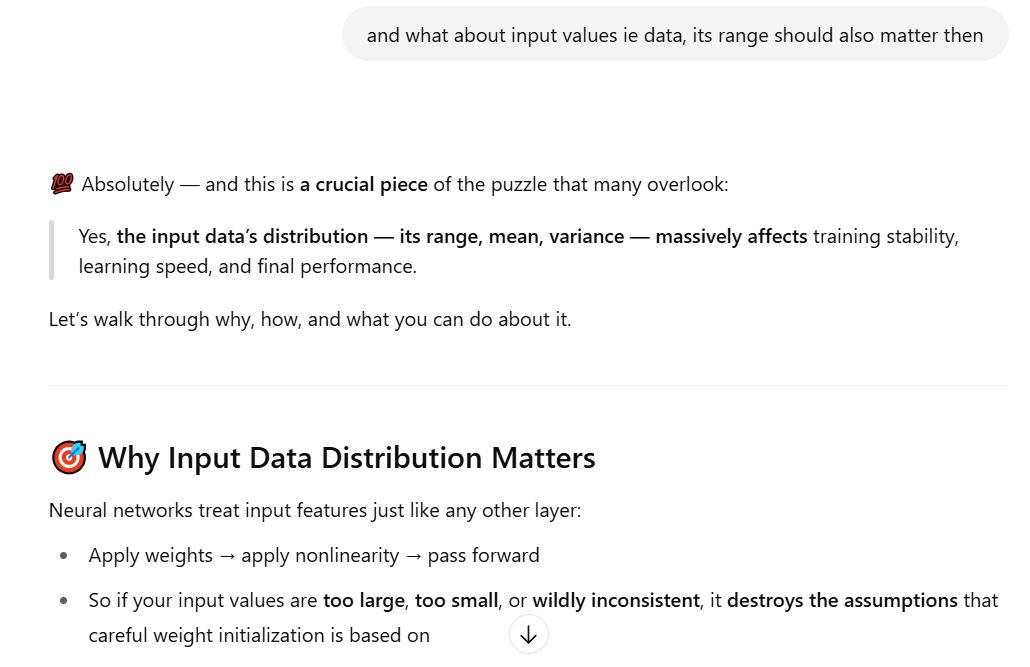 and what about input values ie data, its range should also matter then
💯 Absolutely — and this is a crucial piece of the puzzle that many overlook:
Yes, the input data’s distribution — its range, mean, variance — massively affects training stability,
learning speed, and final performance.
Let’s walk through why, how, and what you can do about it.
🎯 Why Input Data Distribution Matters
Neural networks treat input features just like any other layer:
• Apply weights → apply nonlinearity → pass forward
• So if your input values are too large, too small, or wildly inconsistent, it destroys the assumptions that
careful weight initialization is based on